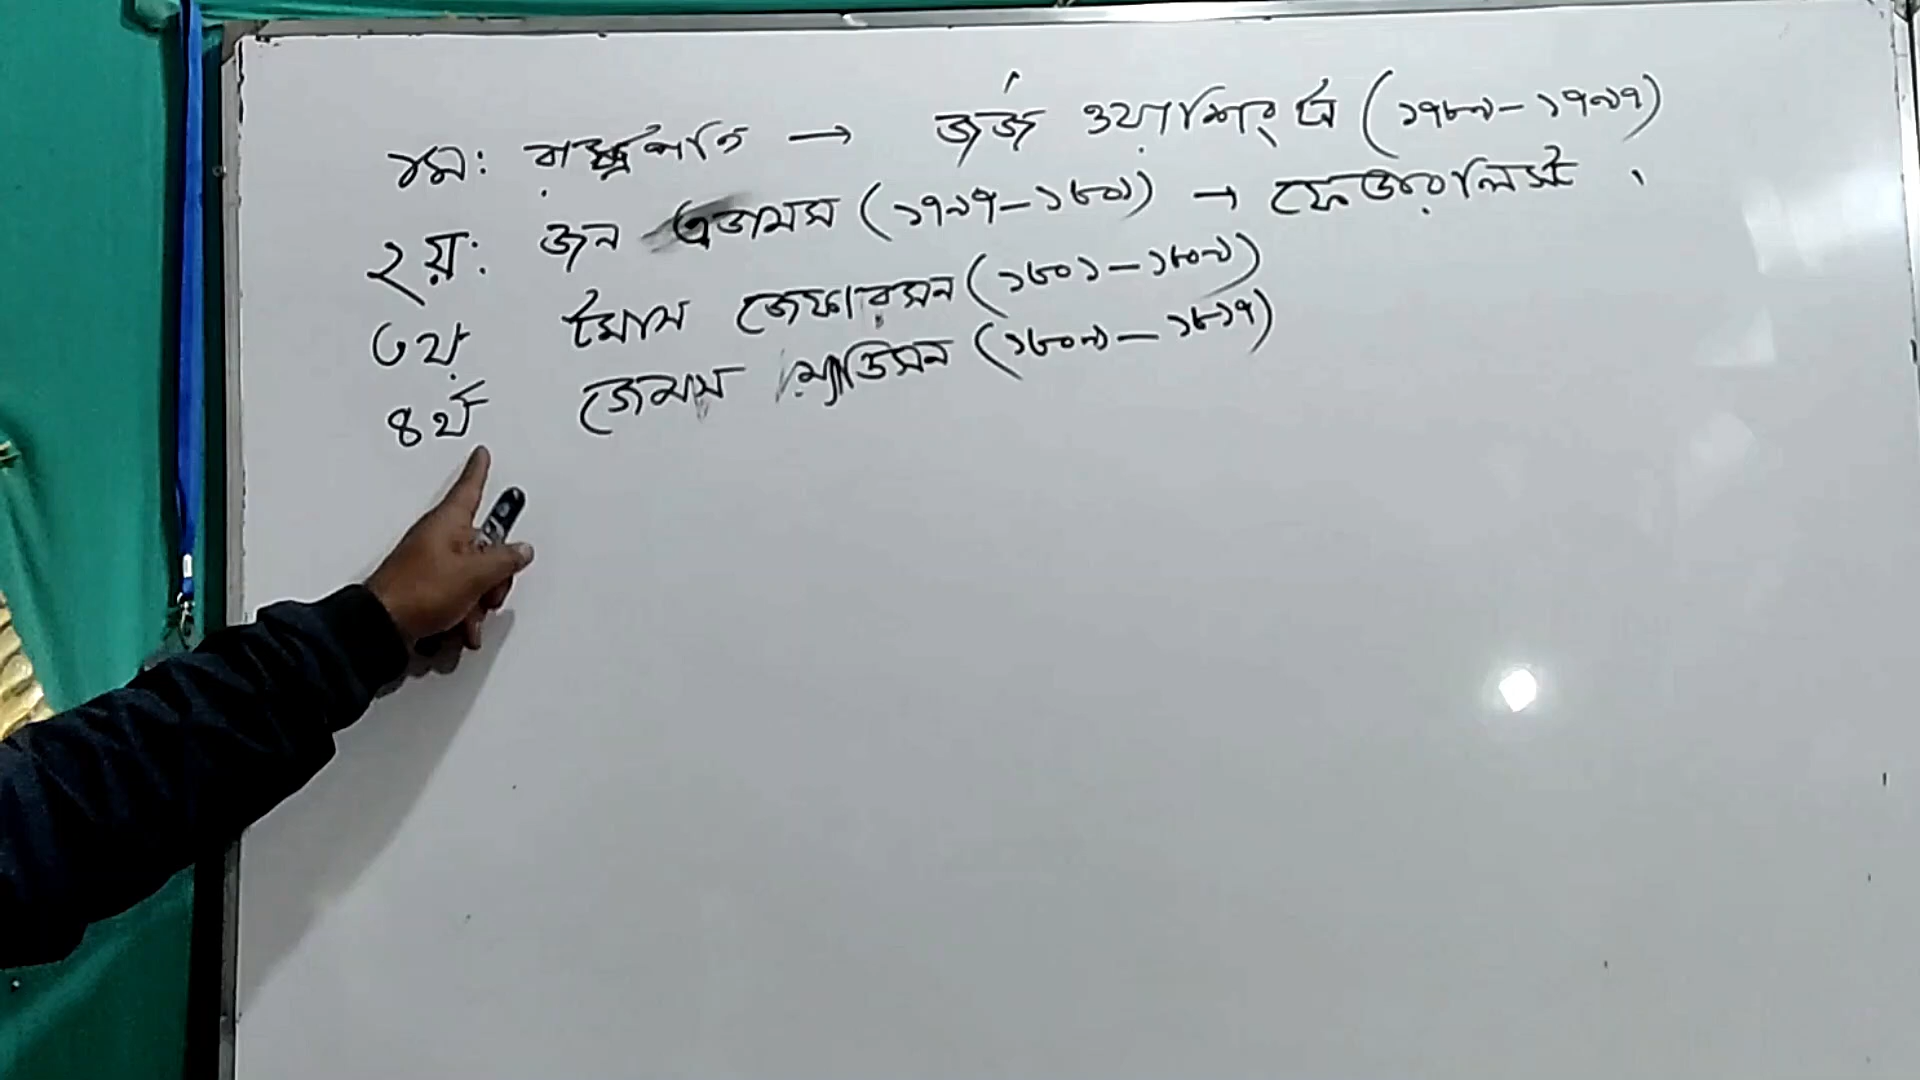 ১ম: রাষ্ট্রপতি → জর্জ ওয়াশিংটন (১৭৮৯-১৭৯৭)
২য়: জন এডামস (১৭৯৭-১৮০১) → ফেডারেলিস্ট ।
৩য় টমাস জেফারসন (১৮০১-১৮০৯)
৪র্থ জেমস ম্যাডিসন (১৮০৯-১৮১৭)